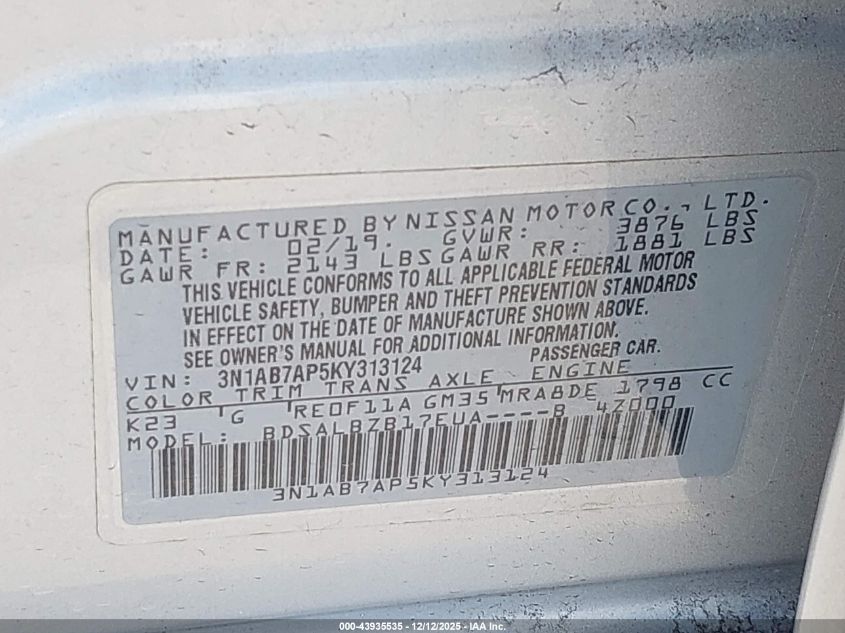 MANUFACTURED BY NISSAN MOTOR CO., LTD.
DATE: 02/19. GVWR: 3876 LBS
GAWR FR: 2143 LBS GAWR RR: 1881 LBS
THIS VEHICLE CONFORMS TO ALL APPLICABLE FEDERAL MOTOR
VEHICLE SAFETY, BUMPER AND THEFT PREVENTION STANDARDS
IN EFFECT ON THE DATE OF MANUFACTURE SHOWN ABOVE.
SEE OWNER'S MANUAL FOR ADDITIONAL INFORMATION.
VIN: 3N1AB7AP5KY313124 PASSENGER CAR.
COLOR TRIM TRANS AXLE ENGINE
K23 G RE0F11A GM35 MRA8DE 1798 CC
MODEL: BDSALBZB17EUA----B 4Z000
3N1AB7AP5KY313124
000-43935535 - 12/12/2025 - IAA Inc.